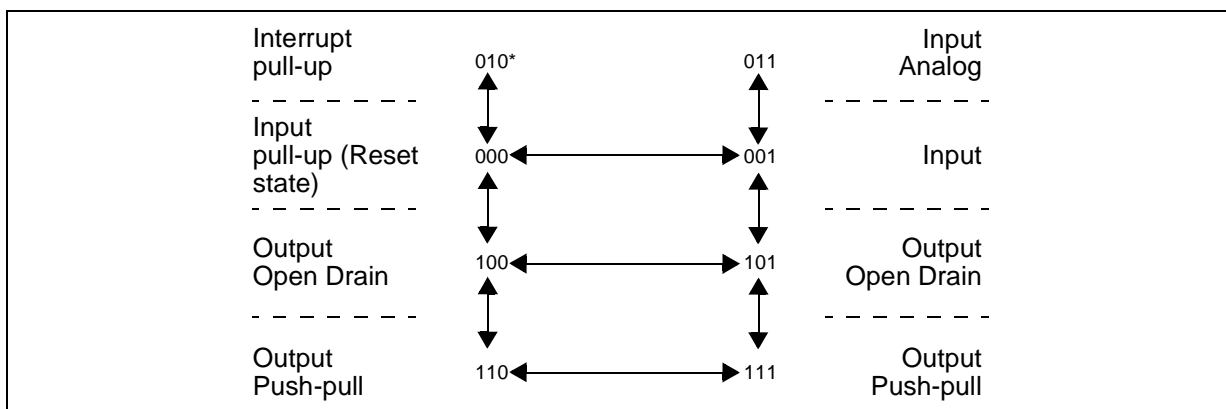 Interrupt
pull-up
010*
011
Input
Analog
Input
pull-up (Reset
state)
000
001
Input
Output
Open Drain
100
101
Output
Open Drain
Output
Push-pull
110
111
Output
Push-pull